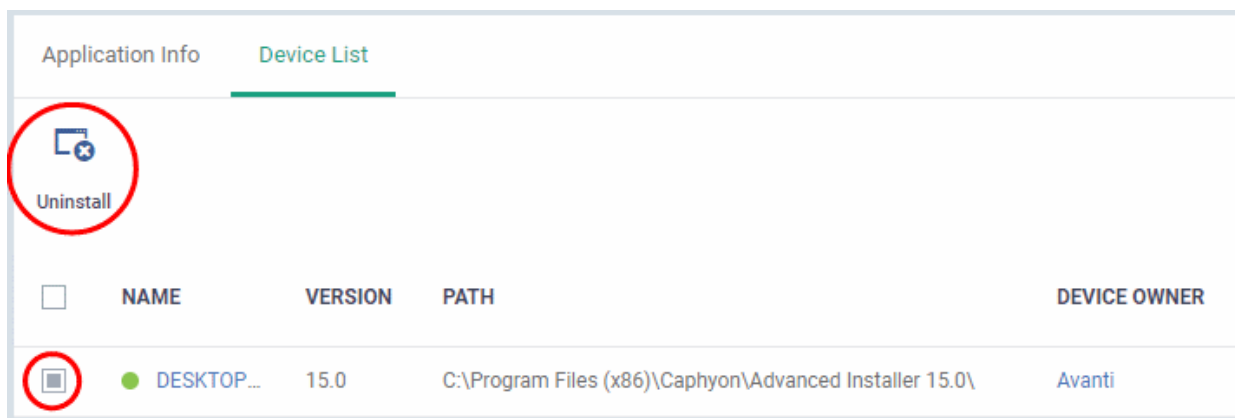 Application Info Device List
Uninstall
NAME VERSION PATH DEVICE OWNER
DESKTOP... 15.0 C:\Program Files (x86)\Caphyon\Advanced Installer 15.0\ Avanti